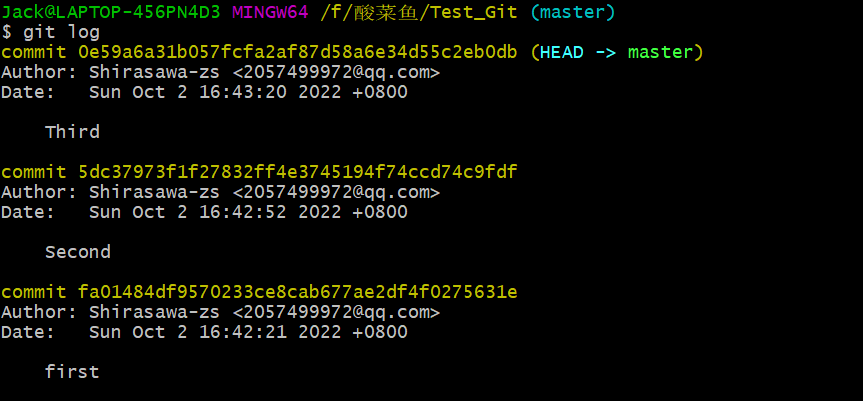 Jack@LAPTOP-456PN4D3 MINGW64 /f/酸菜鱼/Test_Git (master)
$ git log
commit 0e59a6a31b057fcfa2af87d58a6e34d55c2eb0db (HEAD -> master)
Author: Shirasawa-zs <2057499972@qq.com>
Date:   Sun Oct 2 16:43:20 2022 +0800
    Third
commit 5dc37973f1f27832ff4e3745194f74ccd74c9fdf
Author: Shirasawa-zs <2057499972@qq.com>
Date:   Sun Oct 2 16:42:52 2022 +0800
    Second
commit fa01484df9570233ce8cab677ae2df4f0275631e
Author: Shirasawa-zs <2057499972@qq.com>
Date:   Sun Oct 2 16:42:21 2022 +0800
    first